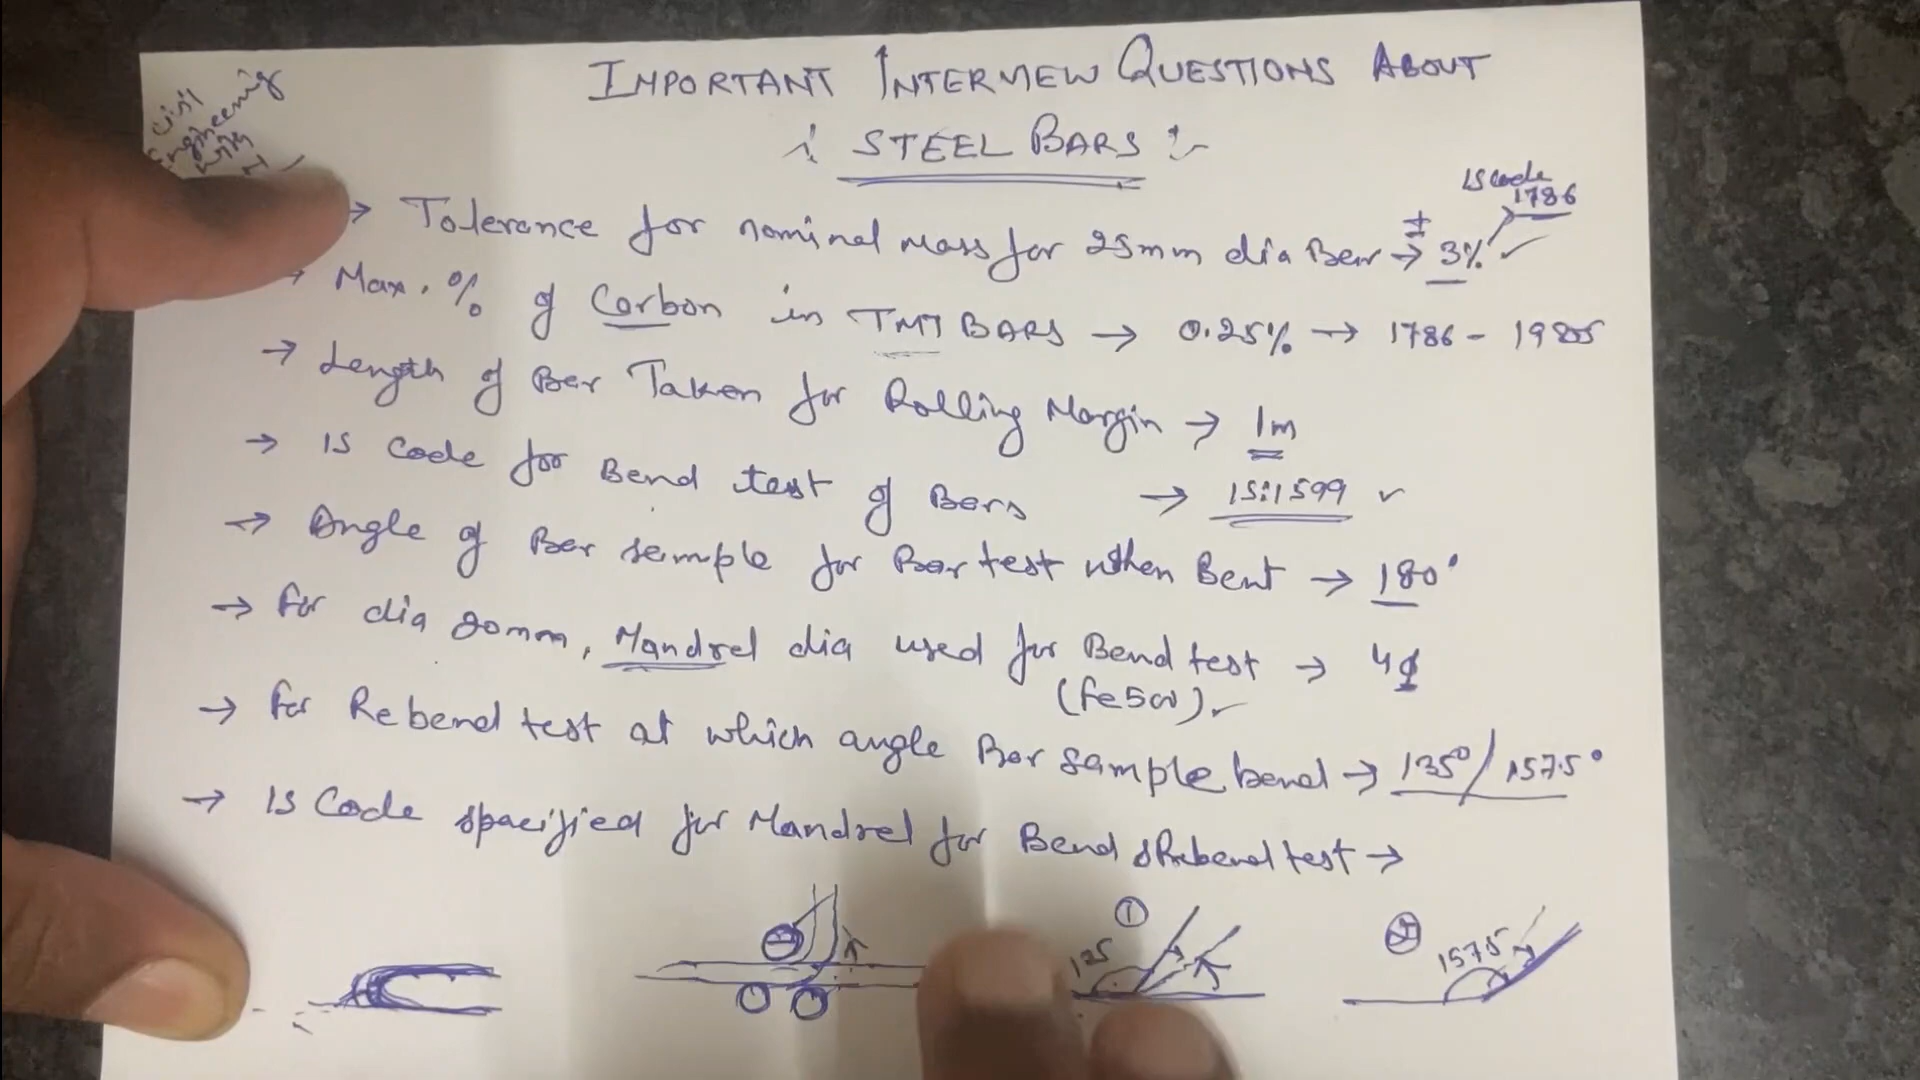 Civil
Engineering
IMPORTANT INTERVIEW QUESTIONS ABOUT
STEEL BARS :-
IS code
1786
→ Tolerance for nominal mass for 25mm dia Bar → ± 3% ✓
→ Max. % of Carbon in TMT BARS → 0.25% → 1786 - 1985
→ Length of Bar Taken for Rolling Margin → 1m
→ IS Code for Bend test of Bars → IS:1599 ✓
→ Angle of Bar sample for Bar test when Bent → 180°
→ For dia 20mm, Mandrel dia used for Bend test → 4φ
(Fe500) ✓
→ For Rebend test at which angle Bar sample bend → 135°/157.5°
→ IS Code spacified for Mandrel for Bend & Rebend test →
1
135
2
157.5